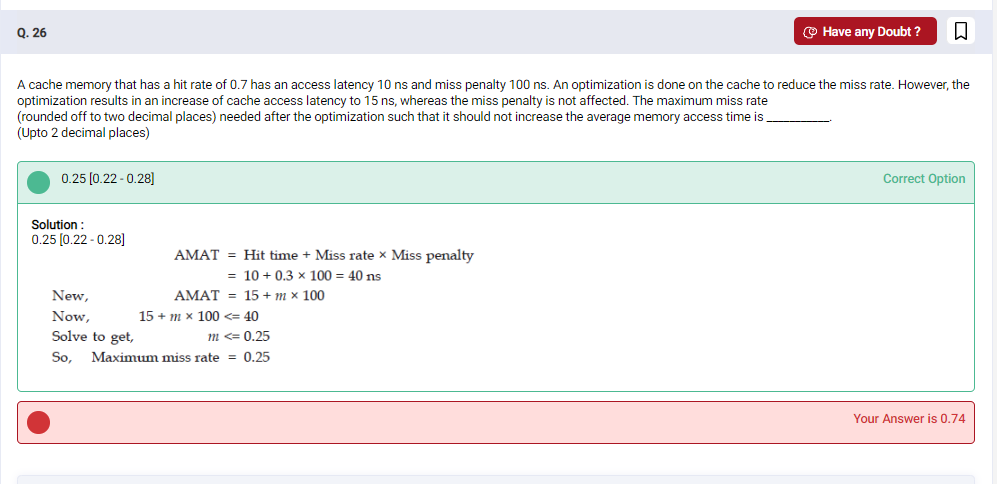 Q. 26
Have any Doubt ?
A cache memory that has a hit rate of 0.7 has an access latency 10 ns and miss penalty 100 ns. An optimization is done on the cache to reduce the miss rate. However, the
optimization results in an increase of cache access latency to 15 ns, whereas the miss penalty is not affected. The maximum miss rate
(rounded off to two decimal places) needed after the optimization such that it should not increase the average memory access time is __________.
(Upto 2 decimal places)
0.25 [0.22 - 0.28]
Correct Option
Solution :
0.25 [0.22 - 0.28]
AMAT = Hit time + Miss rate × Miss penalty
= 10 + 0.3 × 100 = 40 ns
New, AMAT = 15 + m × 100
Now, 15 + m × 100 <= 40
Solve to get, m <= 0.25
So, Maximum miss rate = 0.25
Your Answer is 0.74